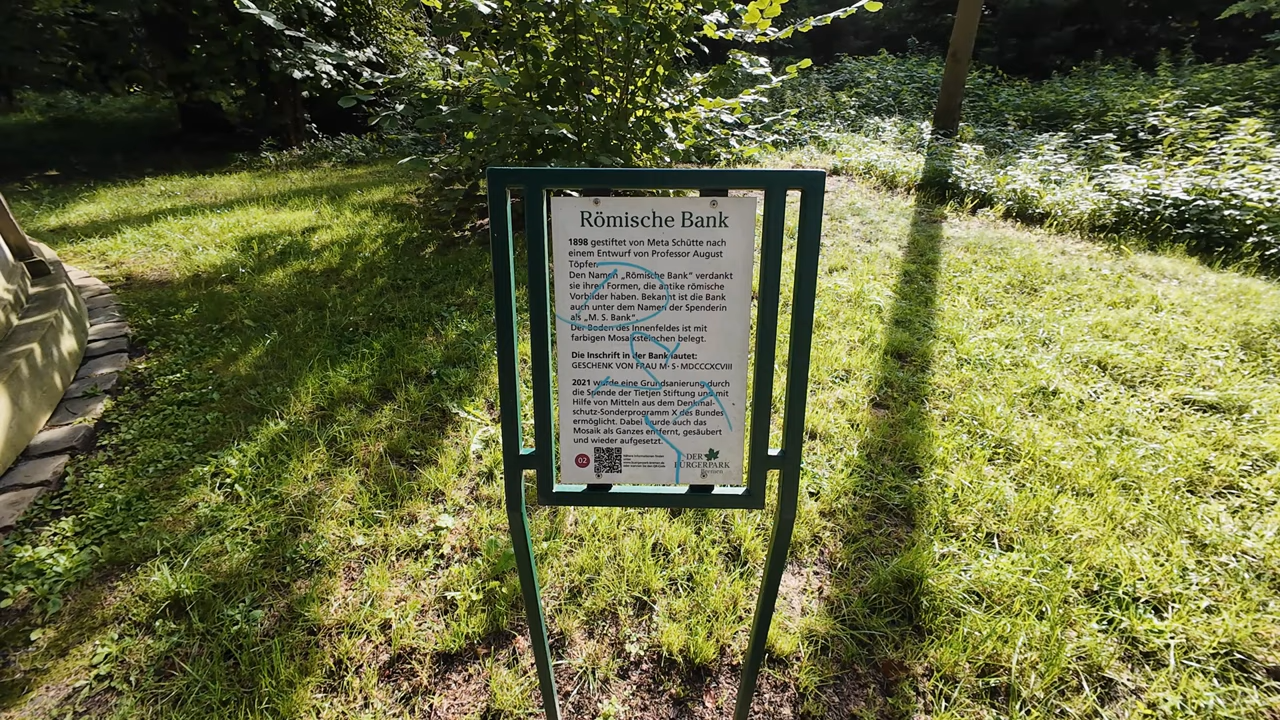 Römische Bank
1898 gestiftet von Meta Schütte nach
einem Entwurf von Professor August
Töpfer.
Den Namen „Römische Bank“ verdankt
sie ihren Formen, die antike römische
Vorbilder haben. Bekannt ist die Bank
auch unter dem Namen der Spenderin
als „M. S. Bank“.
Der Boden des Innenfeldes ist mit
farbigen Mosaiksteinchen belegt.
Die Inschrift in der Bank lautet:
GESCHENK VON FRAU M· S· MDCCCXCVIII
2021 wurde eine Grundsanierung durch
die Spende der Tietjen Stiftung und mit
Hilfe von Mitteln aus dem Denkmal-
schutz-Sonderprogramm X des Bundes
ermöglicht. Dabei wurde auch das
Mosaik als Ganzes entfernt, gesäubert
und wieder aufgesetzt.
02
DER
BÜRGERPARK
Bremen